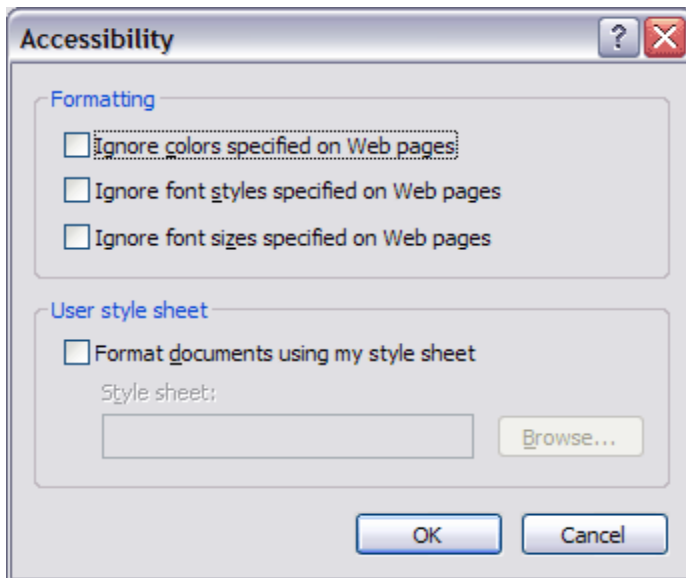 Accessibility
?
Formatting
Ignore colors specified on Web pages
Ignore font styles specified on Web pages
Ignore font sizes specified on Web pages
User style sheet
Format documents using my style sheet
Style sheet:
Browse...
OK Cancel